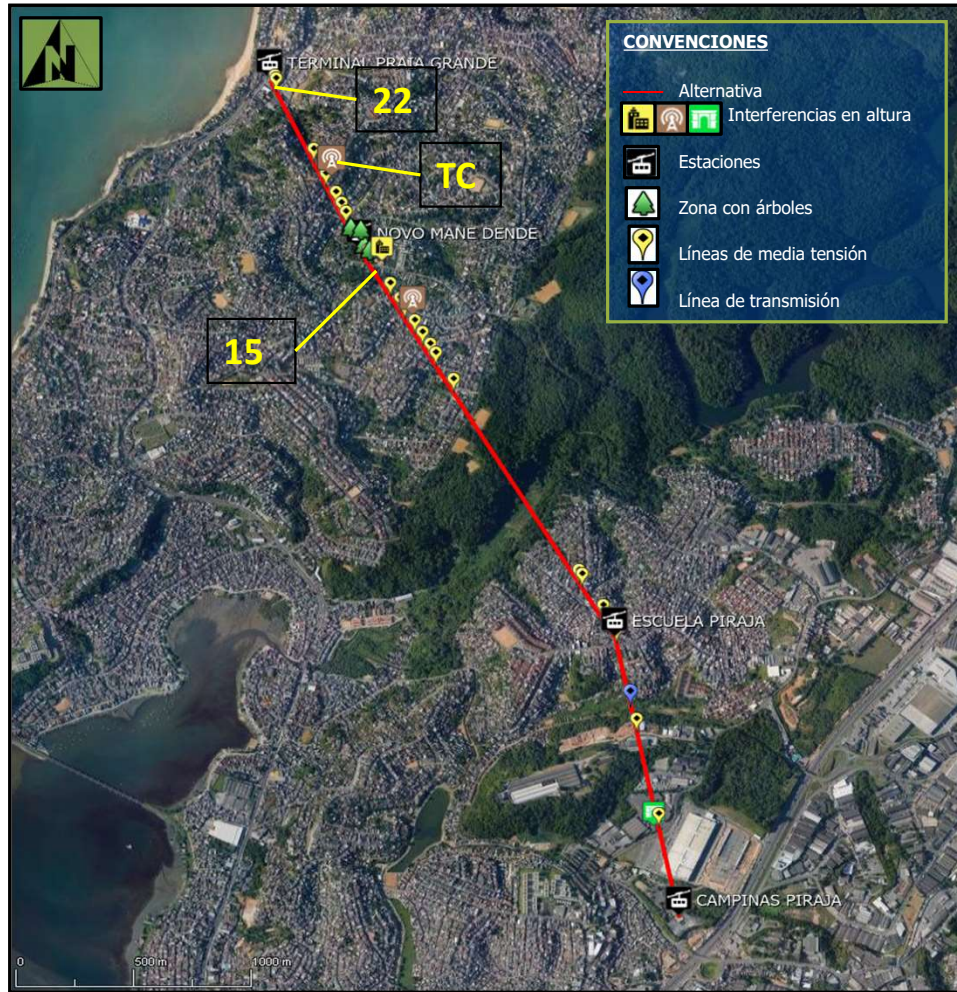 N
TERMINAL PRAIA GRANDE
22
TC
NOVO MANE DENDE
15
ESCUELA PIRAJA
CAMPINAS PIRAJA
CONVENCIONES
Alternativa
Interferencias en altura
Estaciones
Zona con árboles
Líneas de media tensión
Línea de transmisión
0 500 m 1000 m